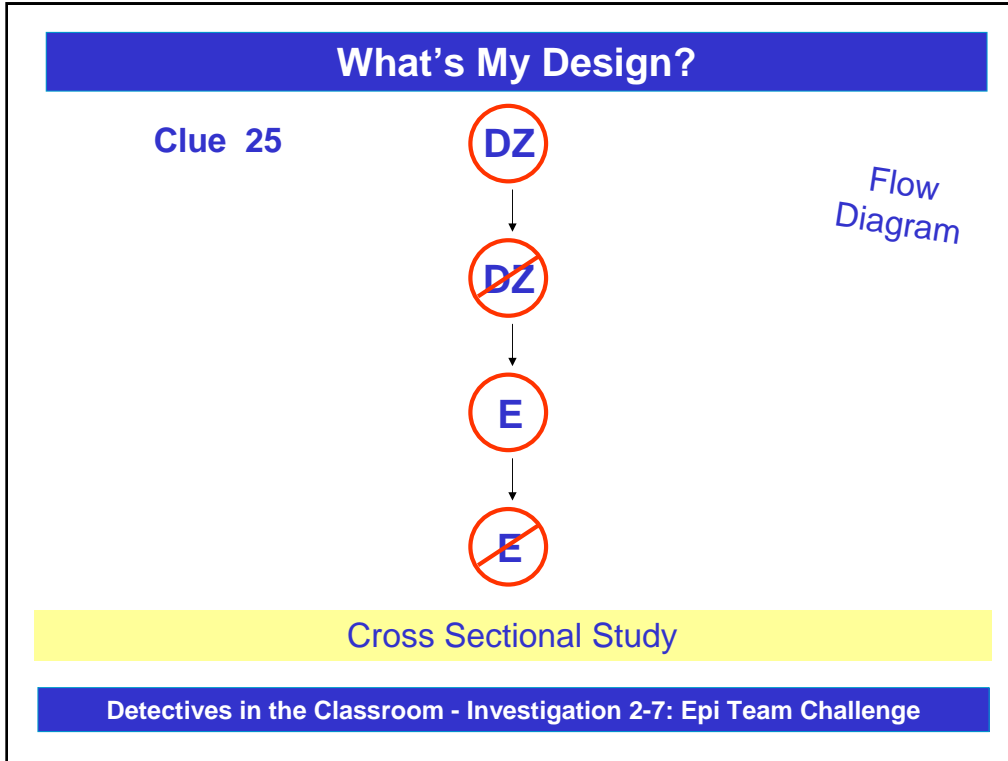 What's My Design?
Clue 25
DZ
Flow
Diagram
DZ
E
E
Cross Sectional Study
Detectives in the Classroom - Investigation 2-7: Epi Team Challenge